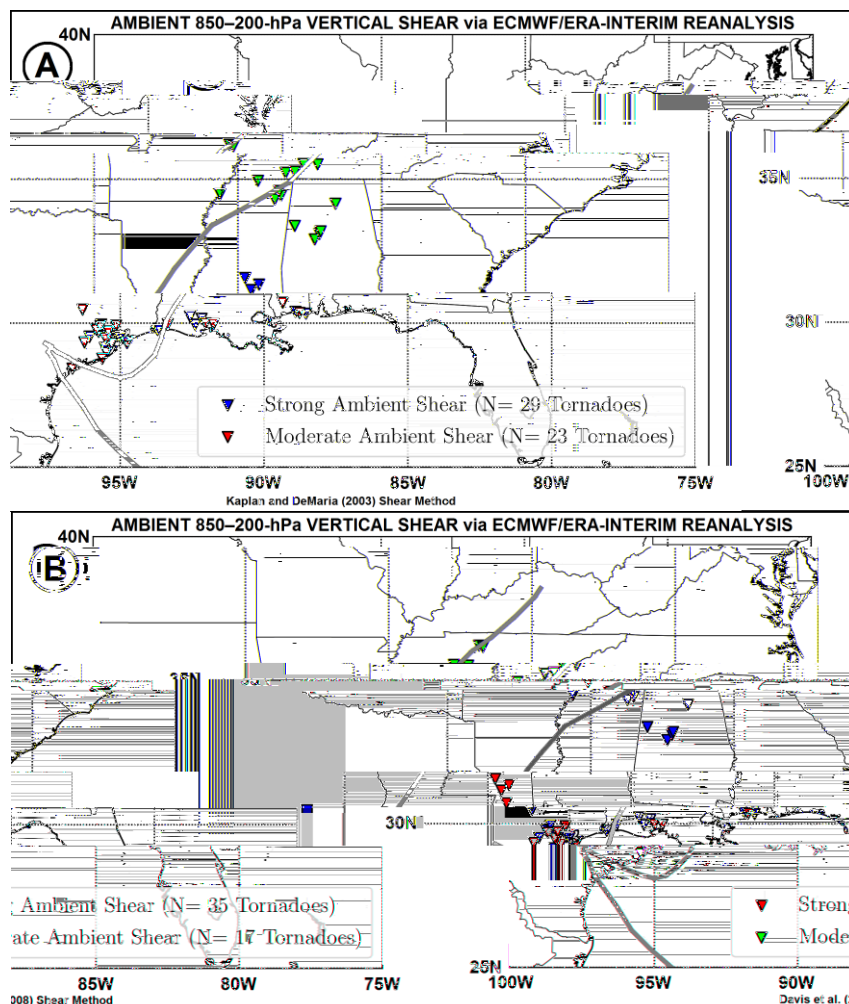 AMBIENT 850–200-hPa VERTICAL SHEAR via ECMWF/ERA-INTERIM REANALYSIS
40N
A
35N
30N
Strong Ambient Shear (N= 29 Tornadoes)
Moderate Ambient Shear (N= 23 Tornadoes)
25N
95W 90W 85W 80W 75W 100W
Kaplan and DeMaria (2003) Shear Method
AMBIENT 850–200-hPa VERTICAL SHEAR via ECMWF/ERA-INTERIM REANALYSIS
40N
B
35N
30N
Ambient Shear (N= 35 Tornadoes) Strong
ate Ambient Shear (N= 17 Tornadoes) Mode
25N
85W 80W 75W 100W 95W 90W
008) Shear Method Davis et al. (